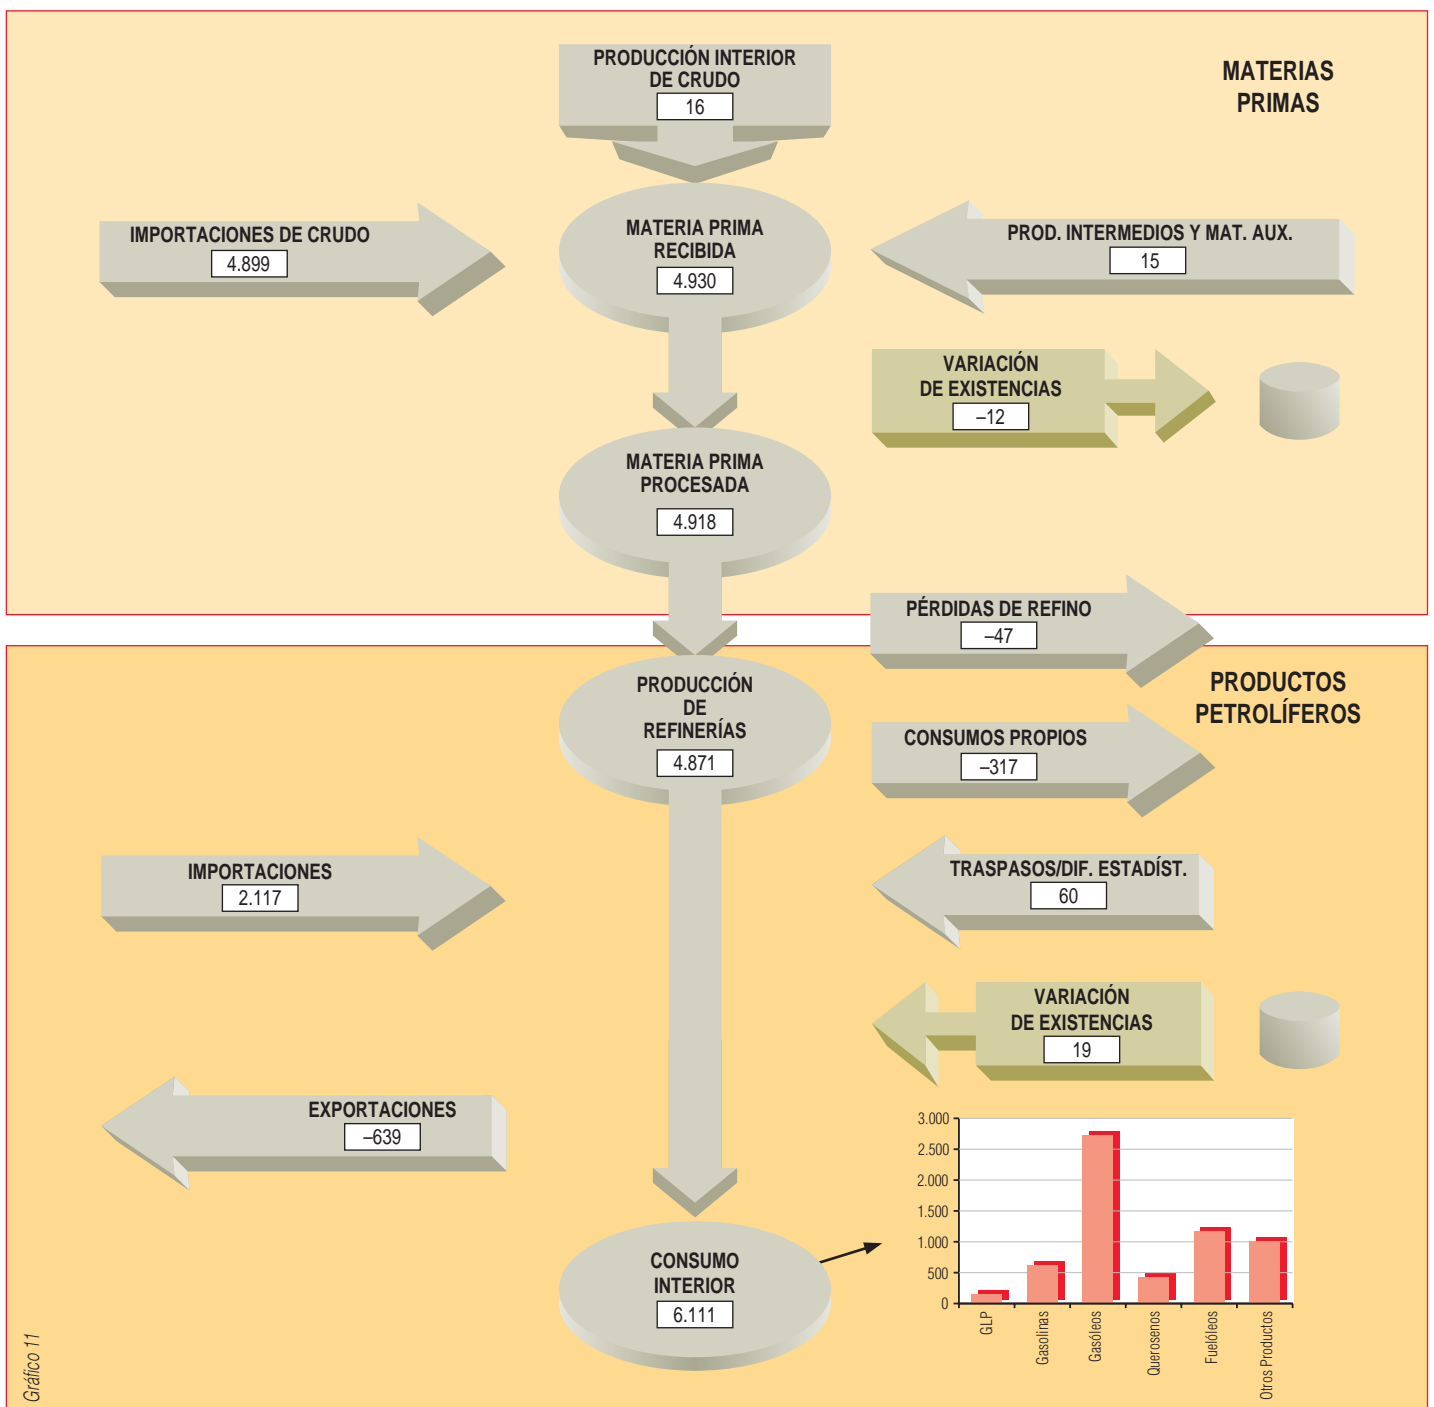 PRODUCCIÓN INTERIOR
DE CRUDO
16
MATERIAS
PRIMAS
IMPORTACIONES DE CRUDO
4.899
MATERIA PRIMA
RECIBIDA
4.930
PROD. INTERMEDIOS Y MAT. AUX.
15
VARIACIÓN
DE EXISTENCIAS
–12
MATERIA PRIMA
PROCESADA
4.918
PÉRDIDAS DE REFINO
–47
PRODUCTOS
PETROLÍFEROS
PRODUCCIÓN
DE
REFINERÍAS
4.871
CONSUMOS PROPIOS
–317
IMPORTACIONES
2.117
TRASPASOS/DIF. ESTADÍST.
60
VARIACIÓN
DE EXISTENCIAS
19
EXPORTACIONES
–639
CONSUMO
INTERIOR
6.111
3.000
2.500
2.000
1.500
1.000
500
0
GLP
Gasolinas
Gasóleos
Querosenos
Fuelóleos
Otros Productos
Gráfico 11